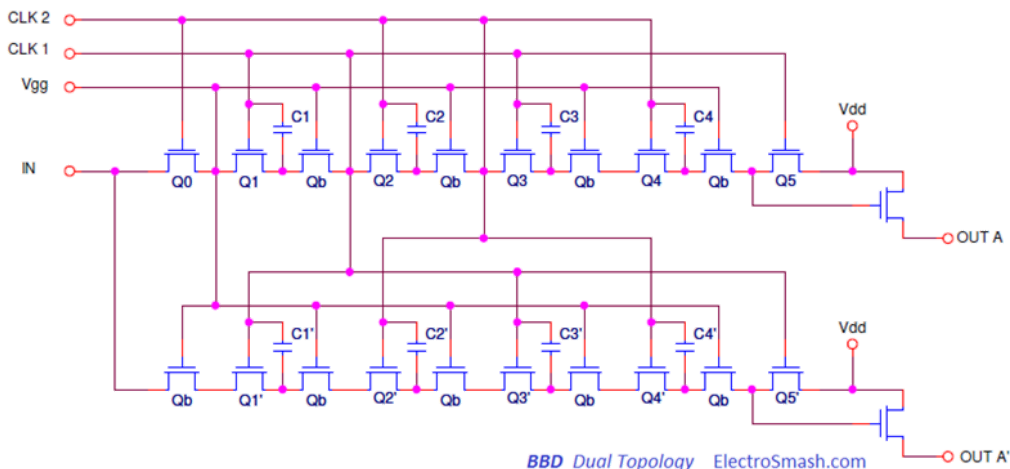 CLK 2
CLK 1
Vgg
C1 C2 C3 C4 Vdd
IN
Q0 Q1 Qb Q2 Qb Q3 Qb Q4 Qb Q5
OUT A
C1' C2' C3' C4' Vdd
Qb Q1' Qb Q2' Qb Q3' Qb Q4' Qb Q5'
OUT A'
BBD Dual Topology ElectroSmash.com